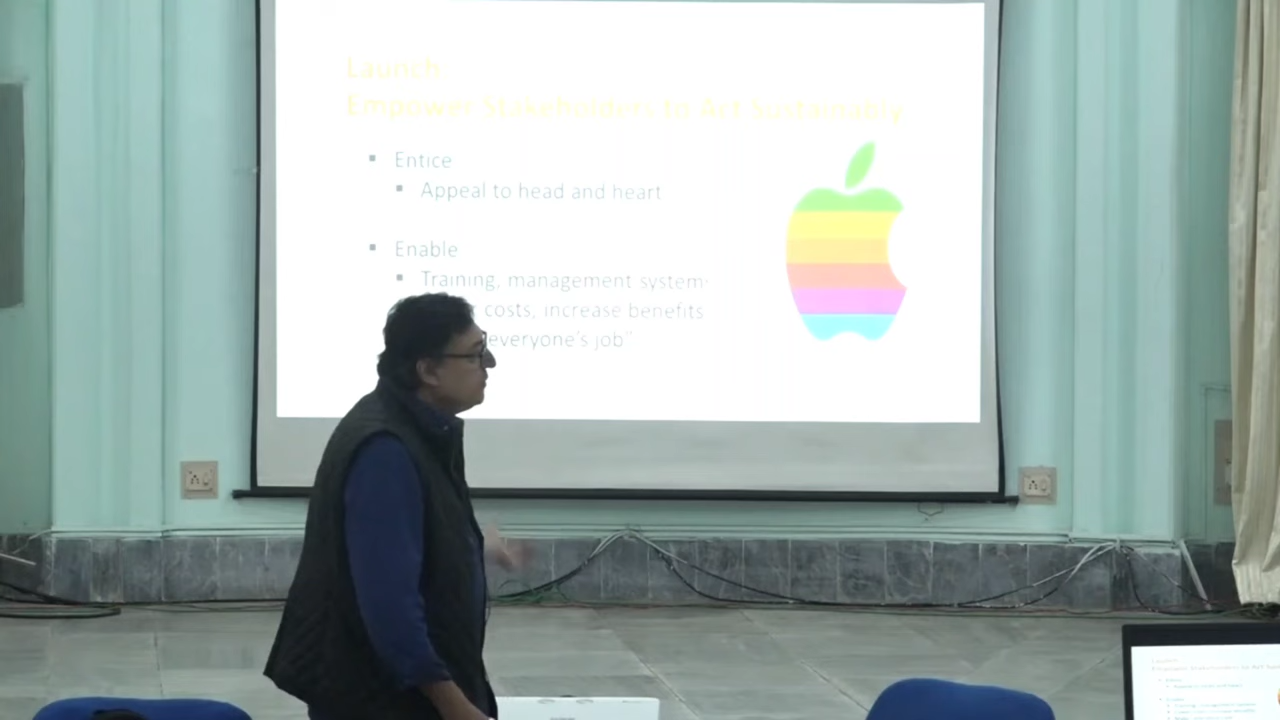 Launch
Empower Stakeholders to Act Sustainably
▪ Entice
▪ Appeal to head and heart
▪ Enable
▪ Training, management system
costs, increase benefits
everyone's job"